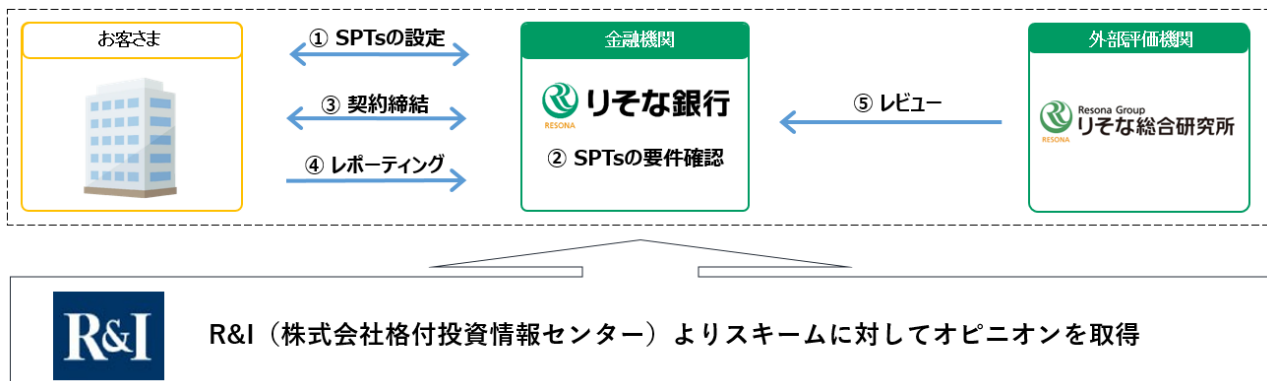 お客さま
① SPTsの設定
③ 契約締結
④ レポーティング
金融機関
RESONA
りそな銀行
② SPTsの要件確認
⑤ レビュー
外部評価機関
RESONA
Resona Group
りそな総合研究所
R&I
R&I（株式会社格付投資情報センター）よりスキームに対してオピニオンを取得